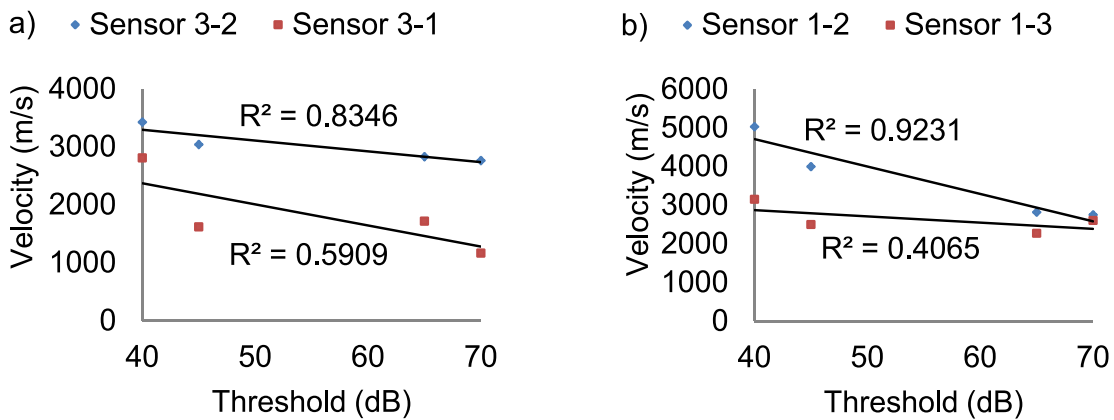 a) Sensor 3-2 Sensor 3-1
Velocity (m/s)
4000
3000
2000
1000
0
R² = 0.8346
R² = 0.5909
40 50 60 70
Threshold (dB)
b) Sensor 1-2 Sensor 1-3
Velocity (m/s)
6000
5000
4000
3000
2000
1000
0
R² = 0.9231
R² = 0.4065
40 50 60 70
Threshold (dB)